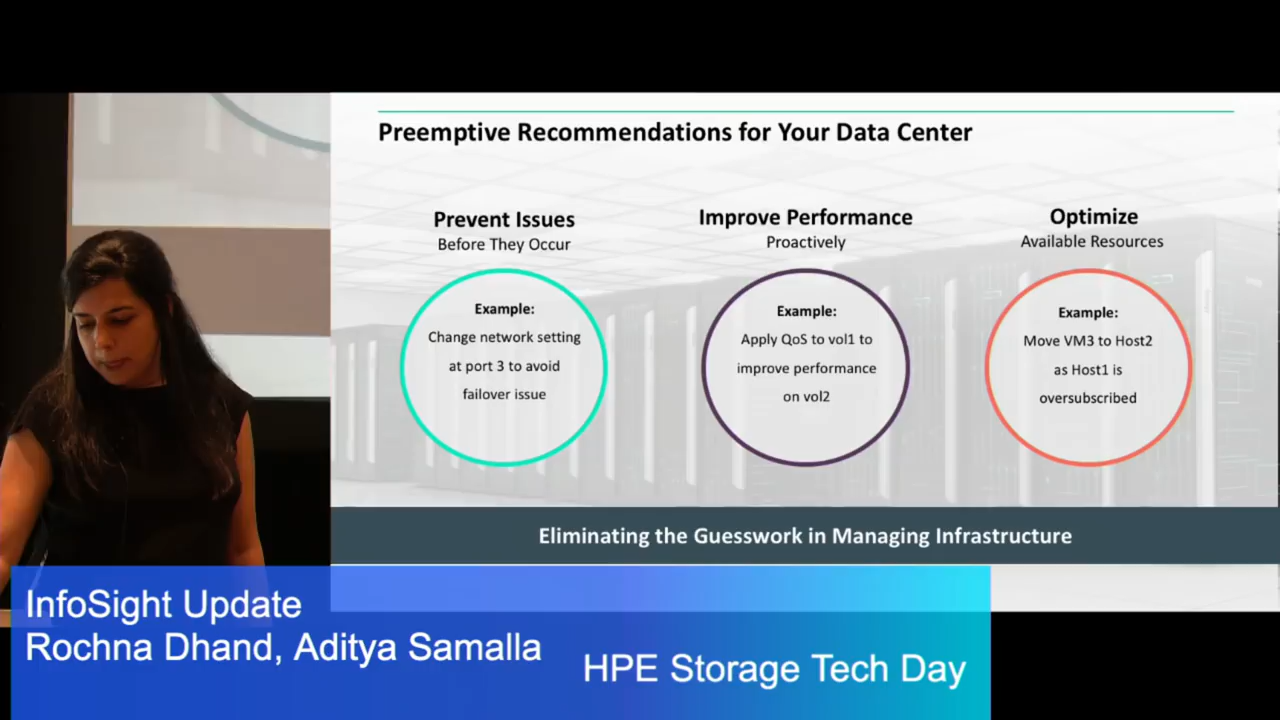 Preemptive Recommendations for Your Data Center
Prevent Issues
Before They Occur
Example:
Change network setting
at port 3 to avoid
failover issue
Improve Performance
Proactively
Example:
Apply QoS to vol1 to
improve performance
on vol2
Optimize
Available Resources
Example:
Move VM3 to Host2
as Host1 is
oversubscribed
Eliminating the Guesswork in Managing Infrastructure
InfoSight Update
Rochna Dhand, Aditya Samalla
HPE Storage Tech Day